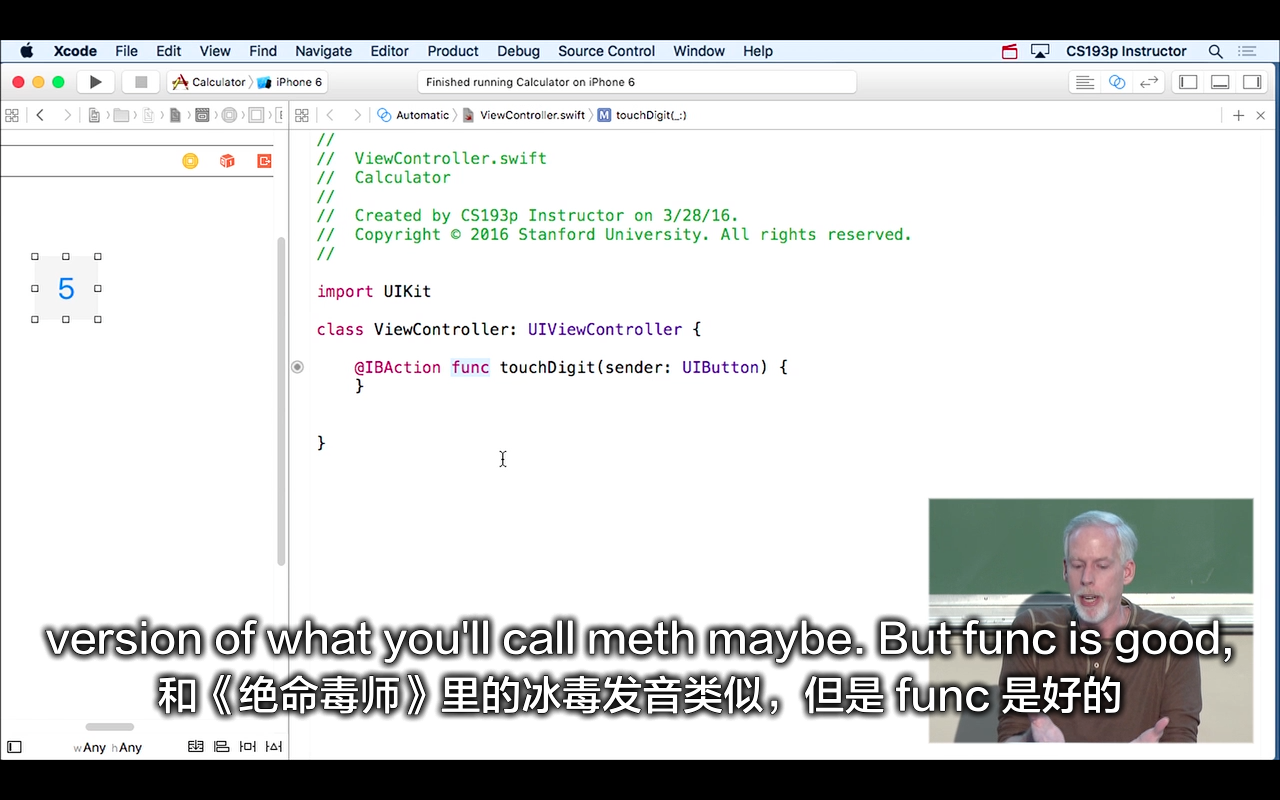 Xcode File Edit View Find Navigate Editor Product Debug Source Control Window Help CS193p Instructor
Calculator iPhone 6 Finished running Calculator on iPhone 6
Automatic ViewController.swift M touchDigit(_:)
//
// ViewController.swift
// Calculator
//
// Created by CS193p Instructor on 3/28/16.
// Copyright © 2016 Stanford University. All rights reserved.
//
5
import UIKit
class ViewController: UIViewController {
@IBAction func touchDigit(sender: UIButton) {
}
}
version of what you'll call meth maybe. But func is good,
和《绝命毒师》里的冰毒发音类似，但是 func 是好的
wAny hAny